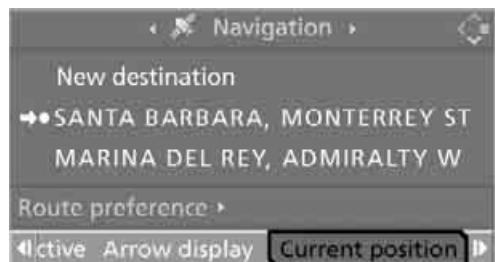 Navigation
New destination
SANTA BARBARA, MONTERREY ST
MARINA DEL REY, ADMIRALTY W
Route preference
ctive Arrow display Current position